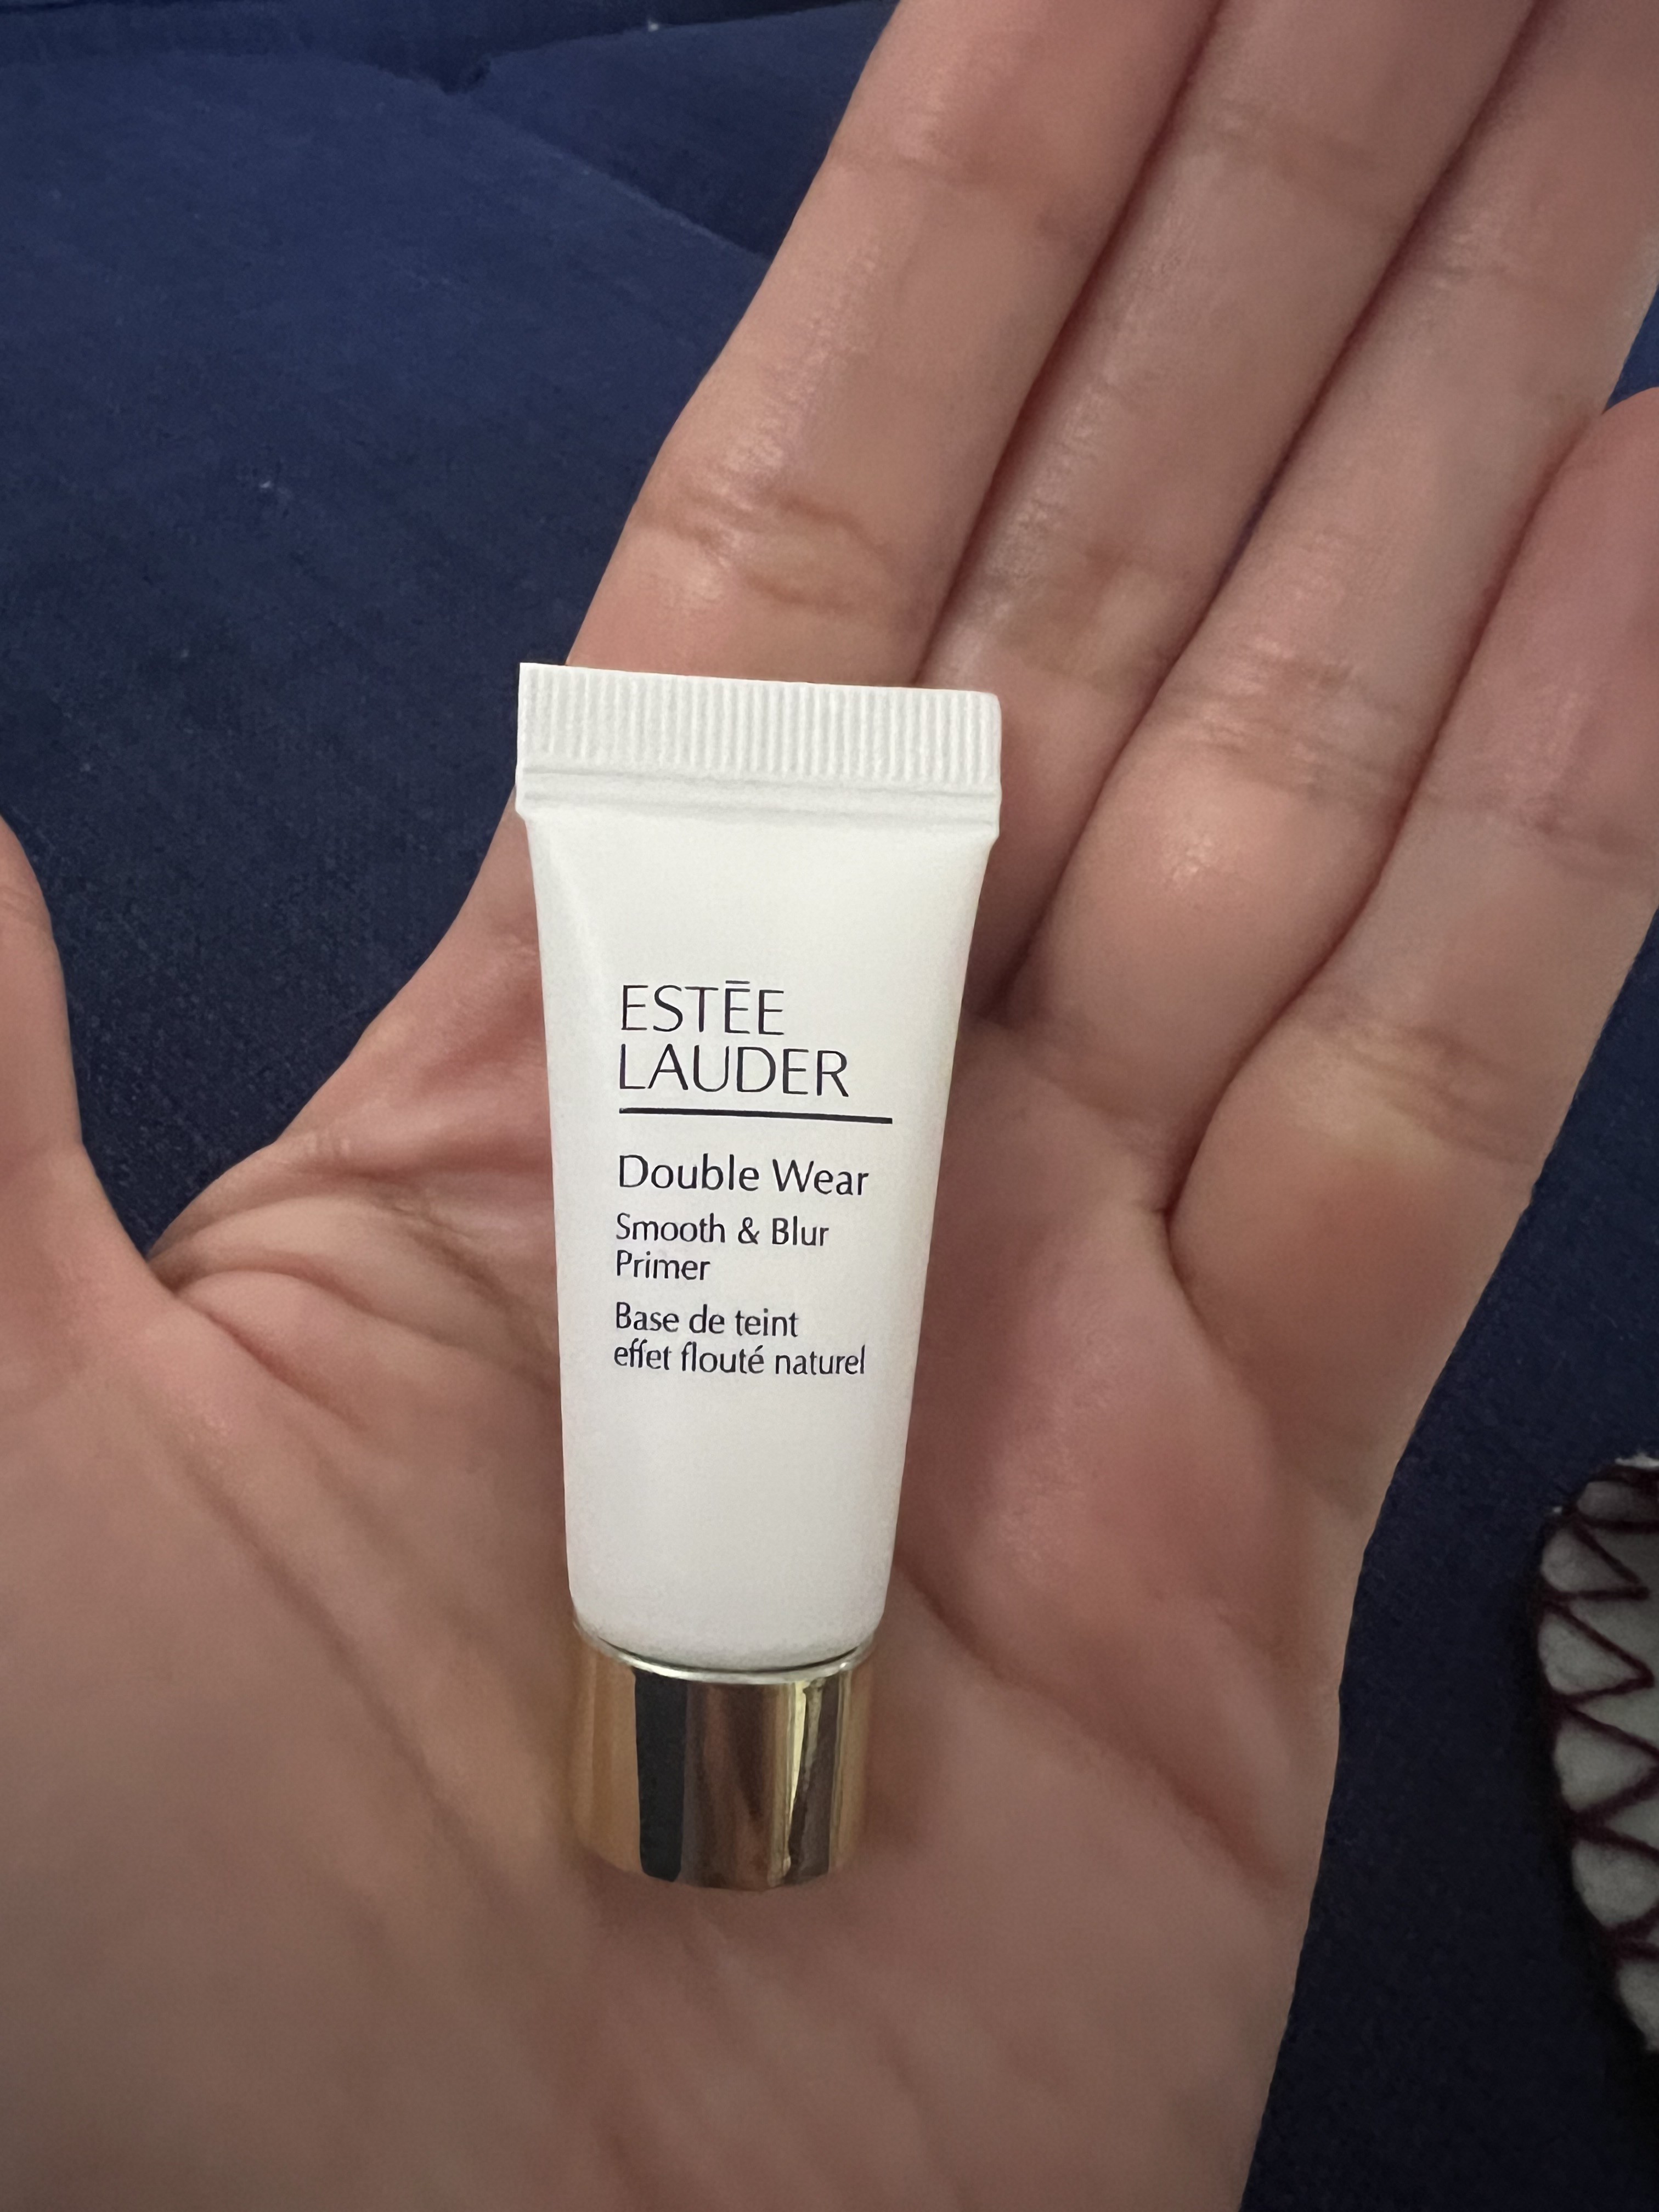 ESTĒE
LAUDER
Double Wear
Smooth & Blur
Primer
Base de teint
effet flouté naturel